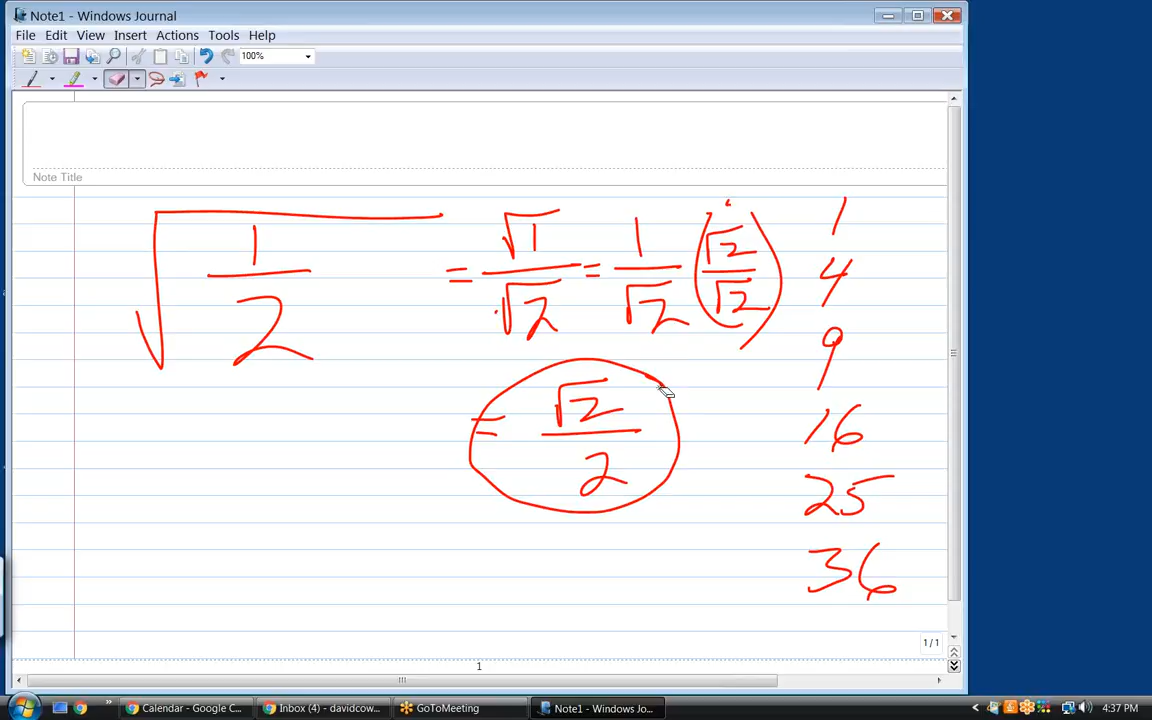 Note1 - Windows Journal
File Edit View Insert Actions Tools Help
100%
Note Title
√(1/2) = √1/√2 = 1/√2 (√2/√2)
= √2/2
1
4
9
16
25
36
1/1
1
Calendar - Google C... Inbox (4) - davidcow... GoToMeeting Note1 - Windows Jo... 4:37 PM